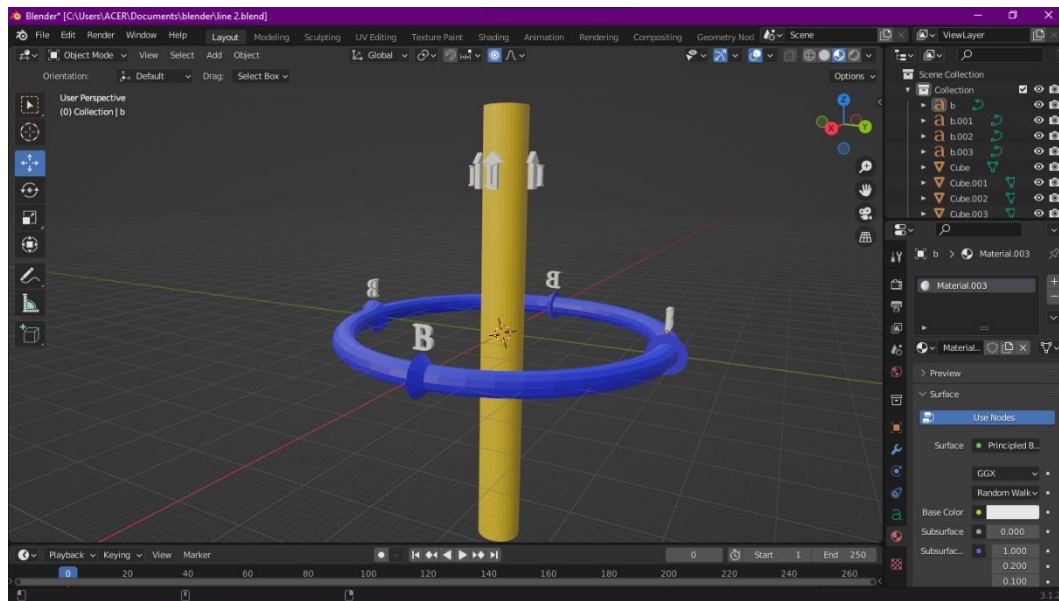 Blender* [C:\Users\ACER\Documents\blender\line 2.blend]
File Edit Render Window Help Layout Modeling Sculpting UV Editing Texture Paint Shading Animation Rendering Compositing Geometry Nod Scene ViewLayer
Object Mode View Select Add Object Global
Orientation: Default Drag: Select Box Options
User Perspective
(0) Collection | b
Z
X
Y
B
B
B
I
I
I
Scene Collection
Collection
b
b.001
b.002
b.003
Cube
Cube.001
Cube.002
Cube.003
b > Material.003
Material.003
Material...
Preview
Surface
Use Nodes
Surface Principled B...
GGX
Random Walk
Base Color
Subsurface 0.000
Subsurfac... 1.000
0.200
0.100
Playback Keying View Marker 0 Start 1 End 250
0 20 40 60 80 100 120 140 160 180 200 220 240 260